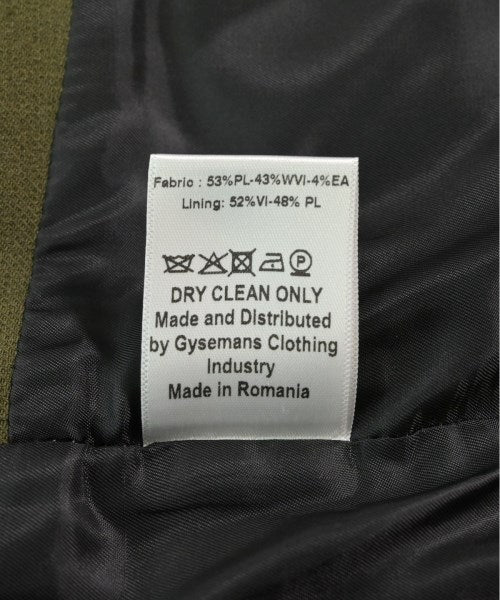 Fabric : 53%PL-43%WVI-4%EA
Lining: 52%VI-48% PL
P
DRY CLEAN ONLY
Made and Distributed
by Gysemans Clothing
Industry
Made in Romania